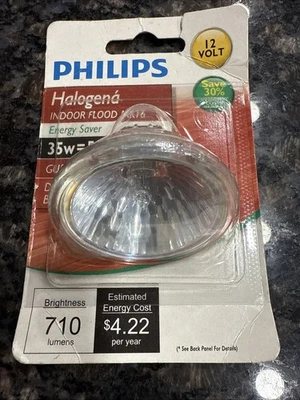 12
VOLT
PHILIPS
Save
30%
Halogená
INDOOR FLOOD
Energy Saver
35w=
Brightness
710
lumens
Estimated
Energy Cost
$4.22
per year
(* See Back Panel For Details)